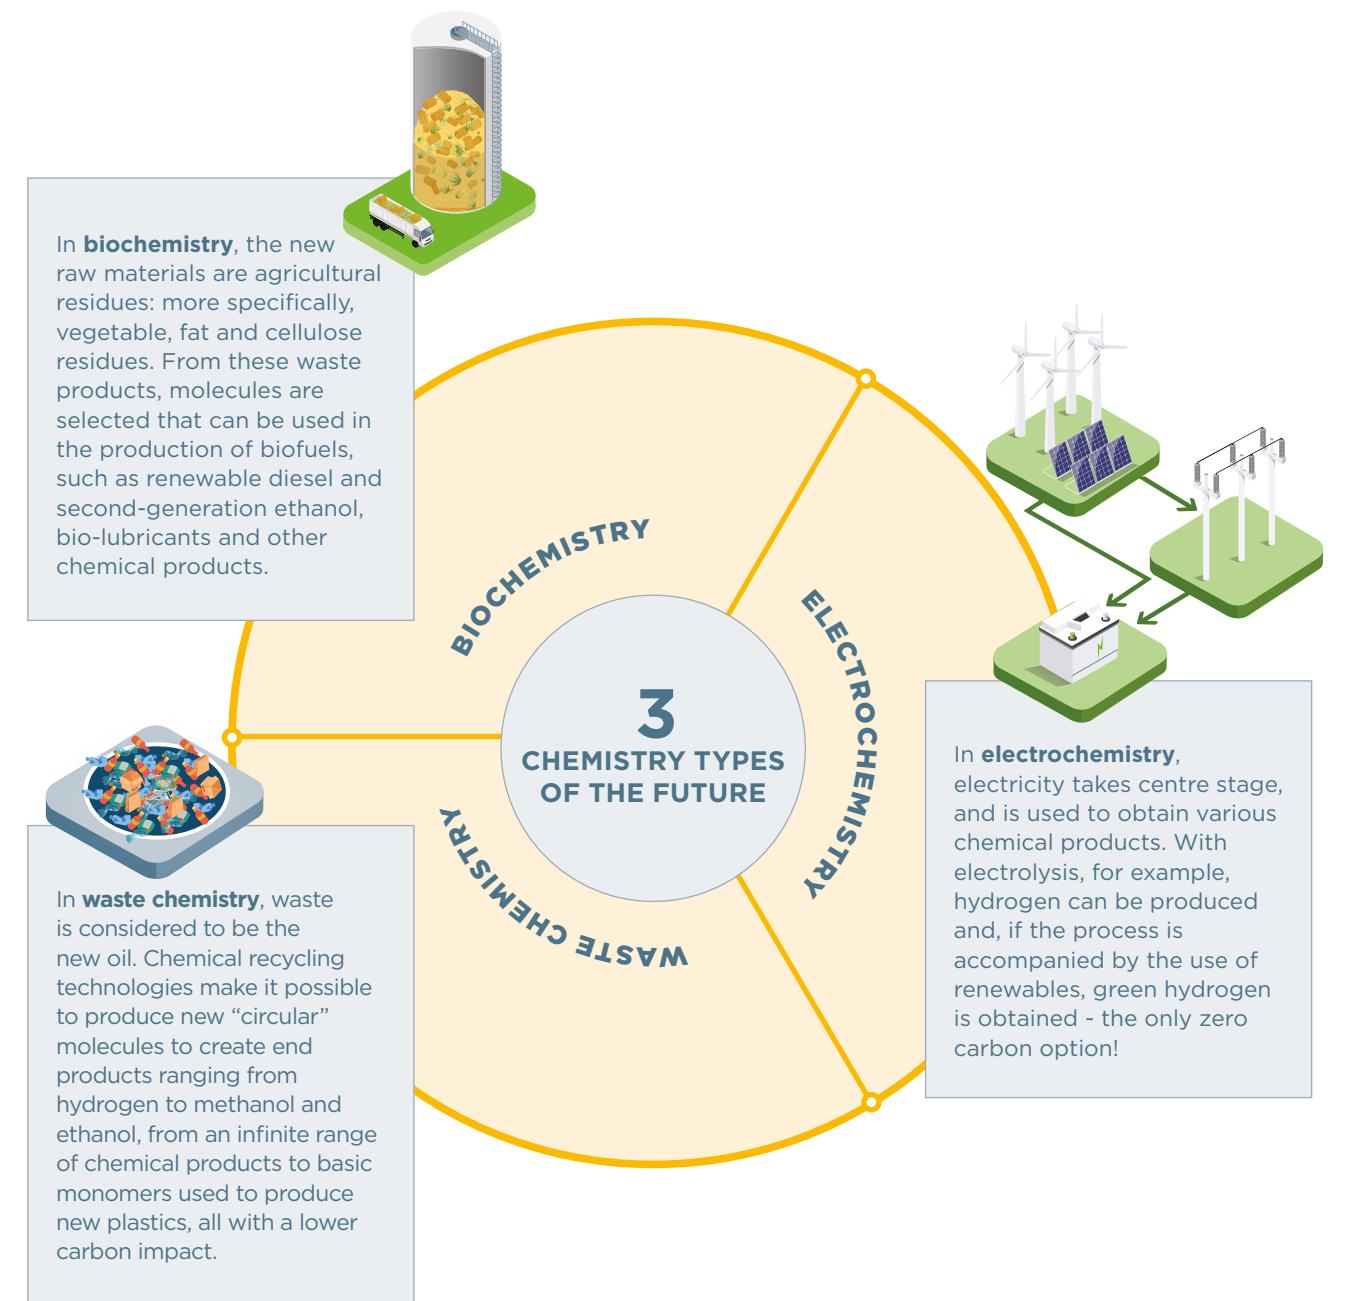 In biochemistry, the new
raw materials are agricultural
residues: more specifically,
vegetable, fat and cellulose
residues. From these waste
products, molecules are
selected that can be used in
the production of biofuels,
such as renewable diesel and
second-generation ethanol,
bio-lubricants and other
chemical products.
BIOCHEMISTRY
ELECTROCHEMISTRY
WASTE CHEMISTRY
3
CHEMISTRY TYPES
OF THE FUTURE
In electrochemistry,
electricity takes centre stage,
and is used to obtain various
chemical products. With
electrolysis, for example,
hydrogen can be produced
and, if the process is
accompanied by the use of
renewables, green hydrogen
is obtained - the only zero
carbon option!
In waste chemistry, waste
is considered to be the
new oil. Chemical recycling
technologies make it possible
to produce new “circular”
molecules to create end
products ranging from
hydrogen to methanol and
ethanol, from an infinite range
of chemical products to basic
monomers used to produce
new plastics, all with a lower
carbon impact.